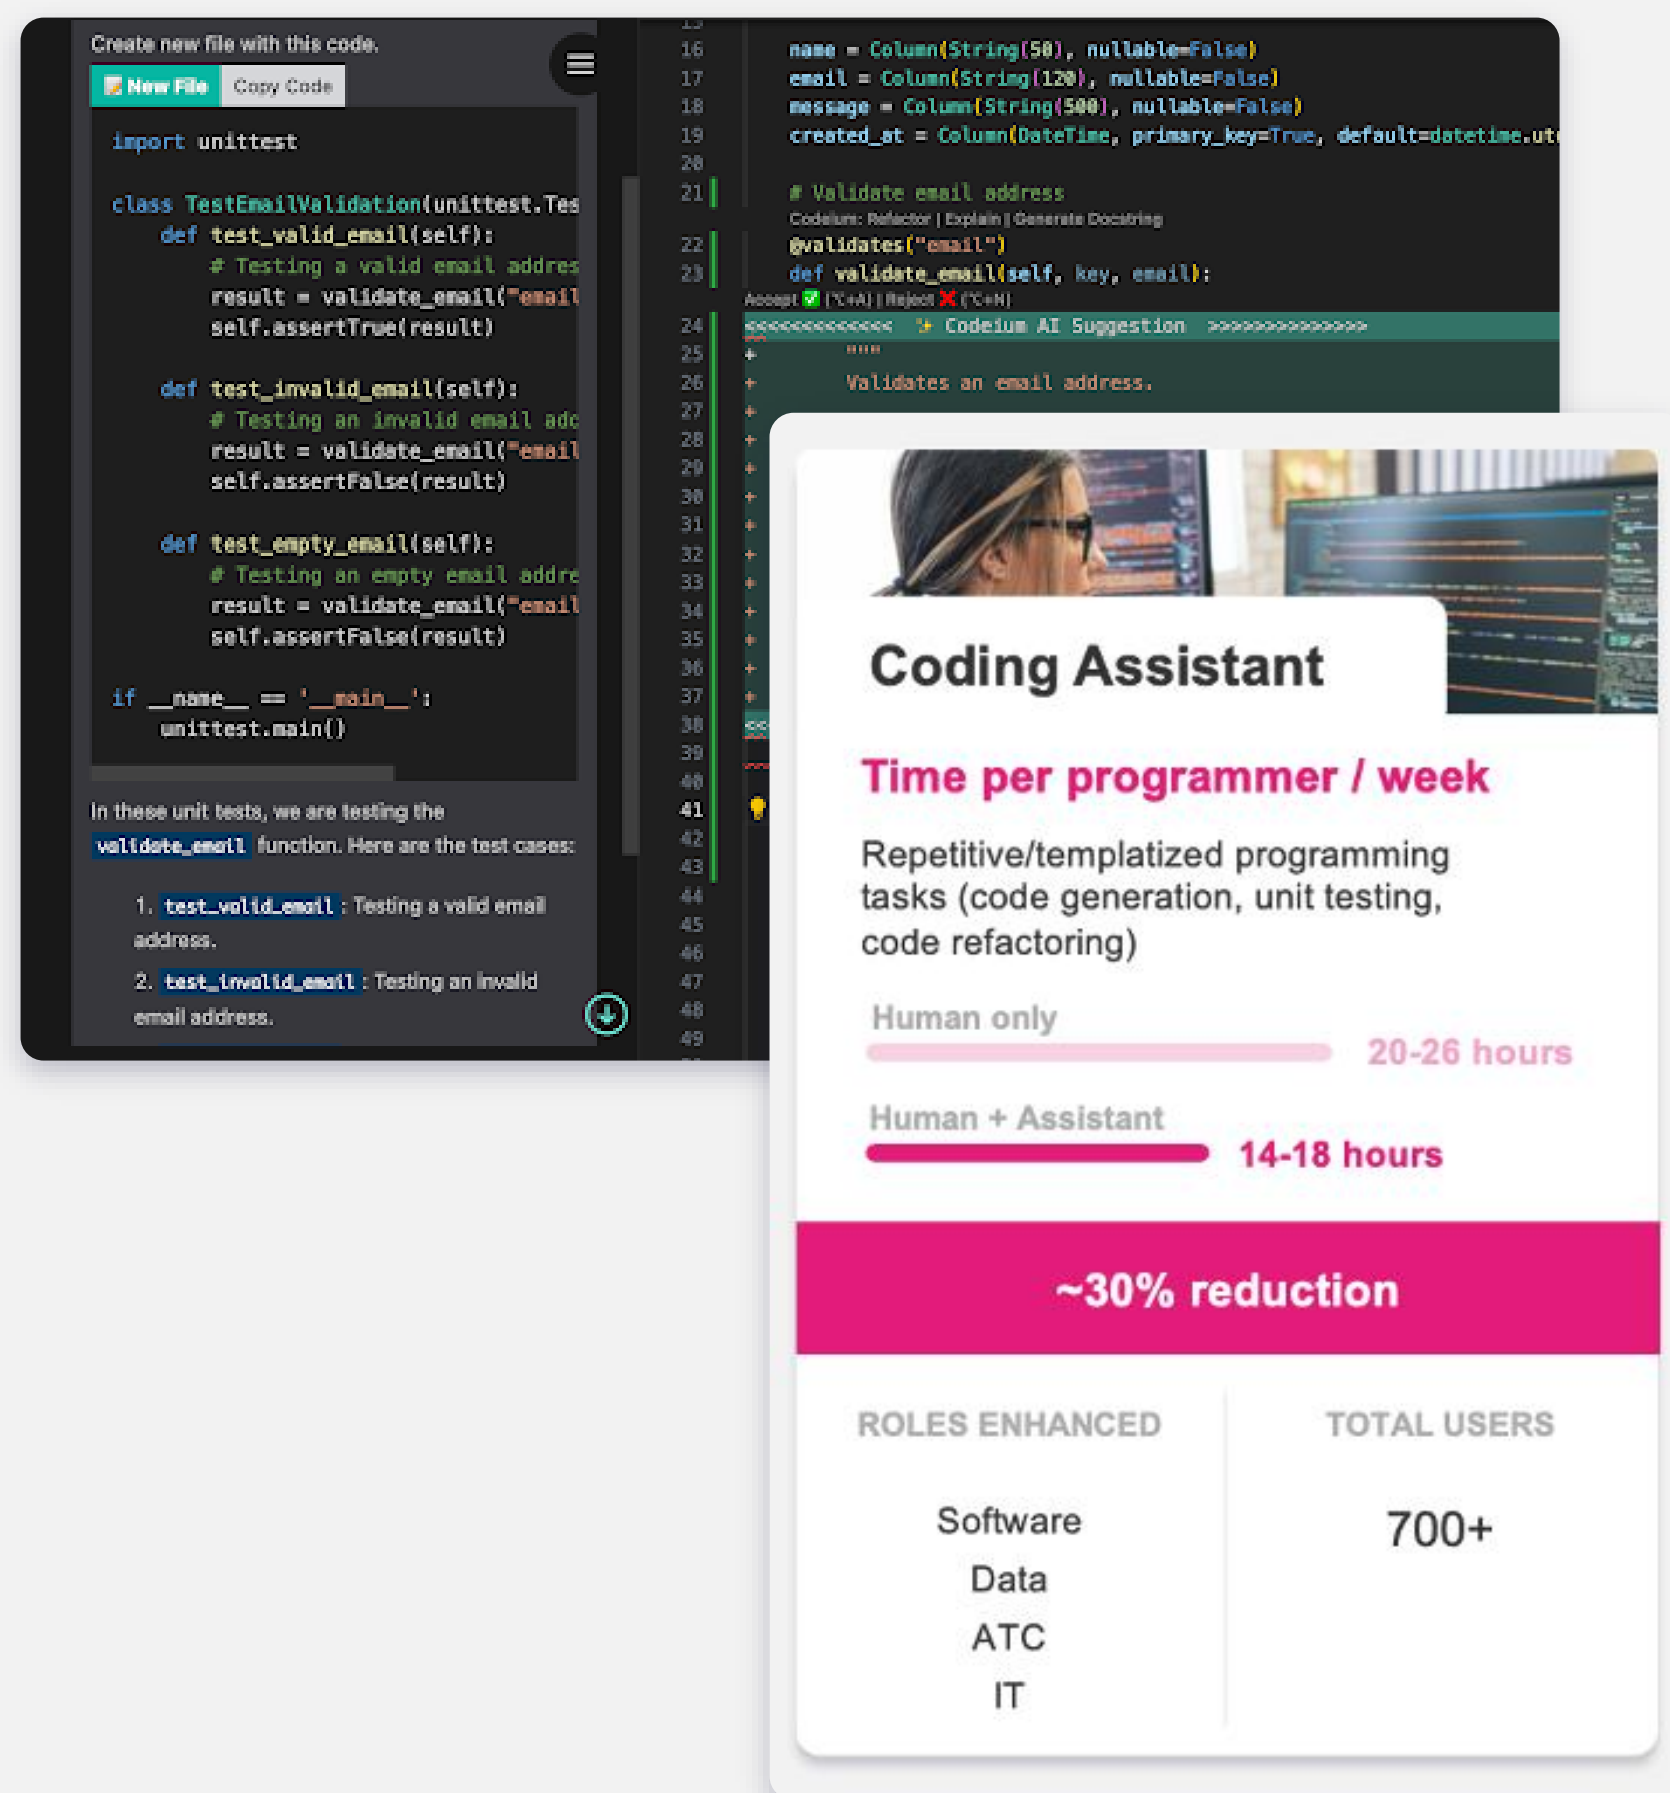 Create new file with this code.
📝 New File Copy Code
import unittest
class TestEmailValidation(unittest.Tes
def test_valid_email(self):
# Testing a valid email addres
result = validate_email("email
self.assertTrue(result)
def test_invalid_email(self):
# Testing an invalid email add
result = validate_email("email
self.assertFalse(result)
def test_empty_email(self):
# Testing an empty email addre
result = validate_email("email
self.assertFalse(result)
if __name__ == '__main__':
unittest.main()
In these unit tests, we are testing the
validate_email function. Here are the test cases:
1. test_valid_email : Testing a valid email
address.
2. test_invalid_email : Testing an invalid
email address.
15
16 name = Column(String(50), nullable=False)
17 email = Column(String(120), nullable=False)
18 message = Column(String(500), nullable=False)
19 created_at = Column(DateTime, primary_key=True, default=datetime.utc
20
21 # Validate email address
Codeium: Refactor | Explain | Generate Docstring
22 @validates("email")
23 def validate_email(self, key, email):
Accept ✅ (⌥+A) | Reject ❌ (⌥+N)
24 <<<<<<<<<<<<< ✨ Codeium AI Suggestion >>>>>>>>>>>>>>
25 + """
26 + Validates an email address.
27 +
28 +
29 +
30 +
31 +
32 +
33 +
34 +
35 +
36 +
37 +
38 <<
39
40
41
42
43
44
45
46
47
48
49
Coding Assistant
Time per programmer / week
Repetitive/templatized programming
tasks (code generation, unit testing,
code refactoring)
Human only
20-26 hours
Human + Assistant
14-18 hours
~30% reduction
ROLES ENHANCED
Software
Data
ATC
IT
TOTAL USERS
700+